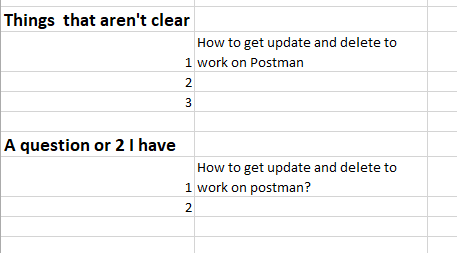 Things  that aren't clear
How to get update and delete to
1 work on Postman
2
3
A question or 2 I have
How to get update and delete to
1 work on postman?
2